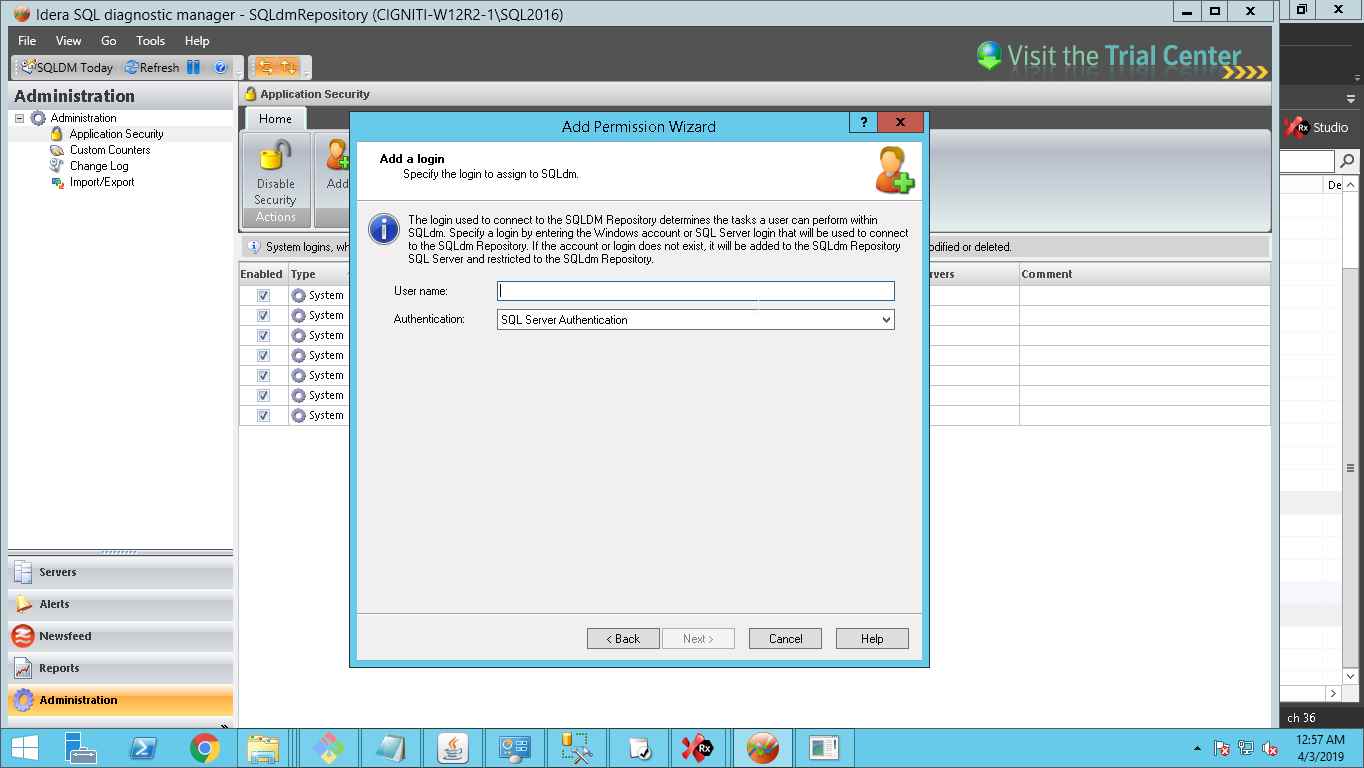 Idera SQL diagnostic manager - SQLdmRepository (CIGNITI-W12R2-1\SQL2016)
File View Go Tools Help
SQLDM Today Refresh
Visit the Trial Center
Administration
Administration
Application Security
Custom Counters
Change Log
Import/Export
Application Security
Home
Disable
Security
Actions
Add
System logins, wh
odified or deleted.
Enabled Type
rvers Comment
System
System
System
System
System
System
System
Add Permission Wizard
? X
Add a login
Specify the login to assign to SQLdm.
The login used to connect to the SQLDM Repository determines the tasks a user can perform within
SQLdm. Specify a login by entering the Windows account or SQL Server login that will be used to connect
to the SQLdm Repository. If the account or login does not exist, it will be added to the SQLdm Repository
SQL Server and restricted to the SQLdm Repository.
User name:
Authentication: SQL Server Authentication
< Back Next > Cancel Help
Servers
Alerts
Newsfeed
Reports
Administration
Rx Studio
De
ch 36
Rx
12:57 AM
4/3/2019